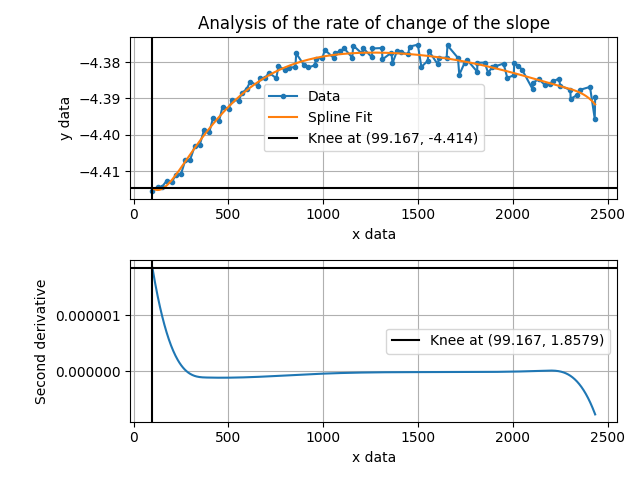 Analysis of the rate of change of the slope
−4.38
−4.39
−4.40
−4.41
y data
Data
Spline Fit
Knee at (99.167, -4.414)
0
500
1000
1500
2000
2500
x data
0.000001
0.000000
Second derivative
Knee at (99.167, 1.8579)
0
500
1000
1500
2000
2500
x data